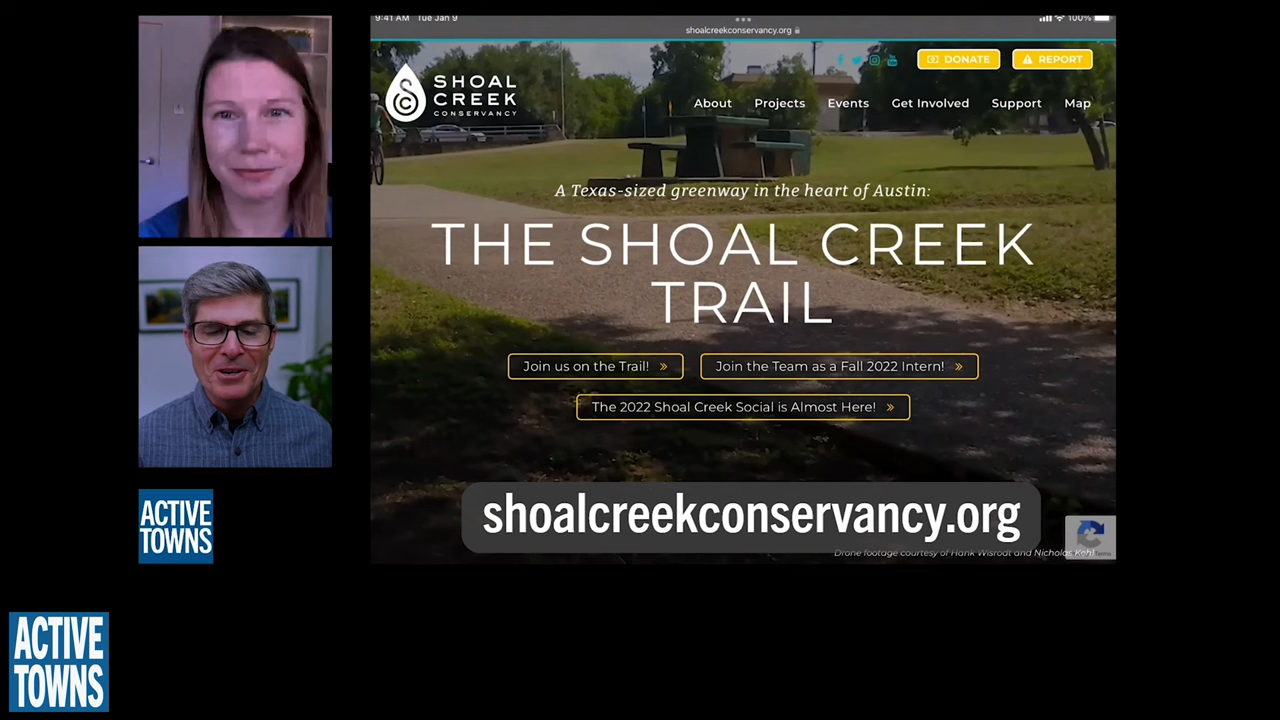 9:41 AM Tue Jan 9
100%
shoalcreekconservancy.org
DONATE
REPORT
SHOAL
CREEK
CONSERVANCY
About Projects Events Get Involved Support Map
A Texas-sized greenway in the heart of Austin:
THE SHOAL CREEK
TRAIL
Join us on the Trail! »
Join the Team as a Fall 2022 Intern! »
The 2022 Shoal Creek Social is Almost Here! »
shoalcreekconservancy.org
Drone footage courtesy of Hank Wisrodt and Nicholas Kehl
Terms
ACTIVE
TOWNS
ACTIVE
TOWNS